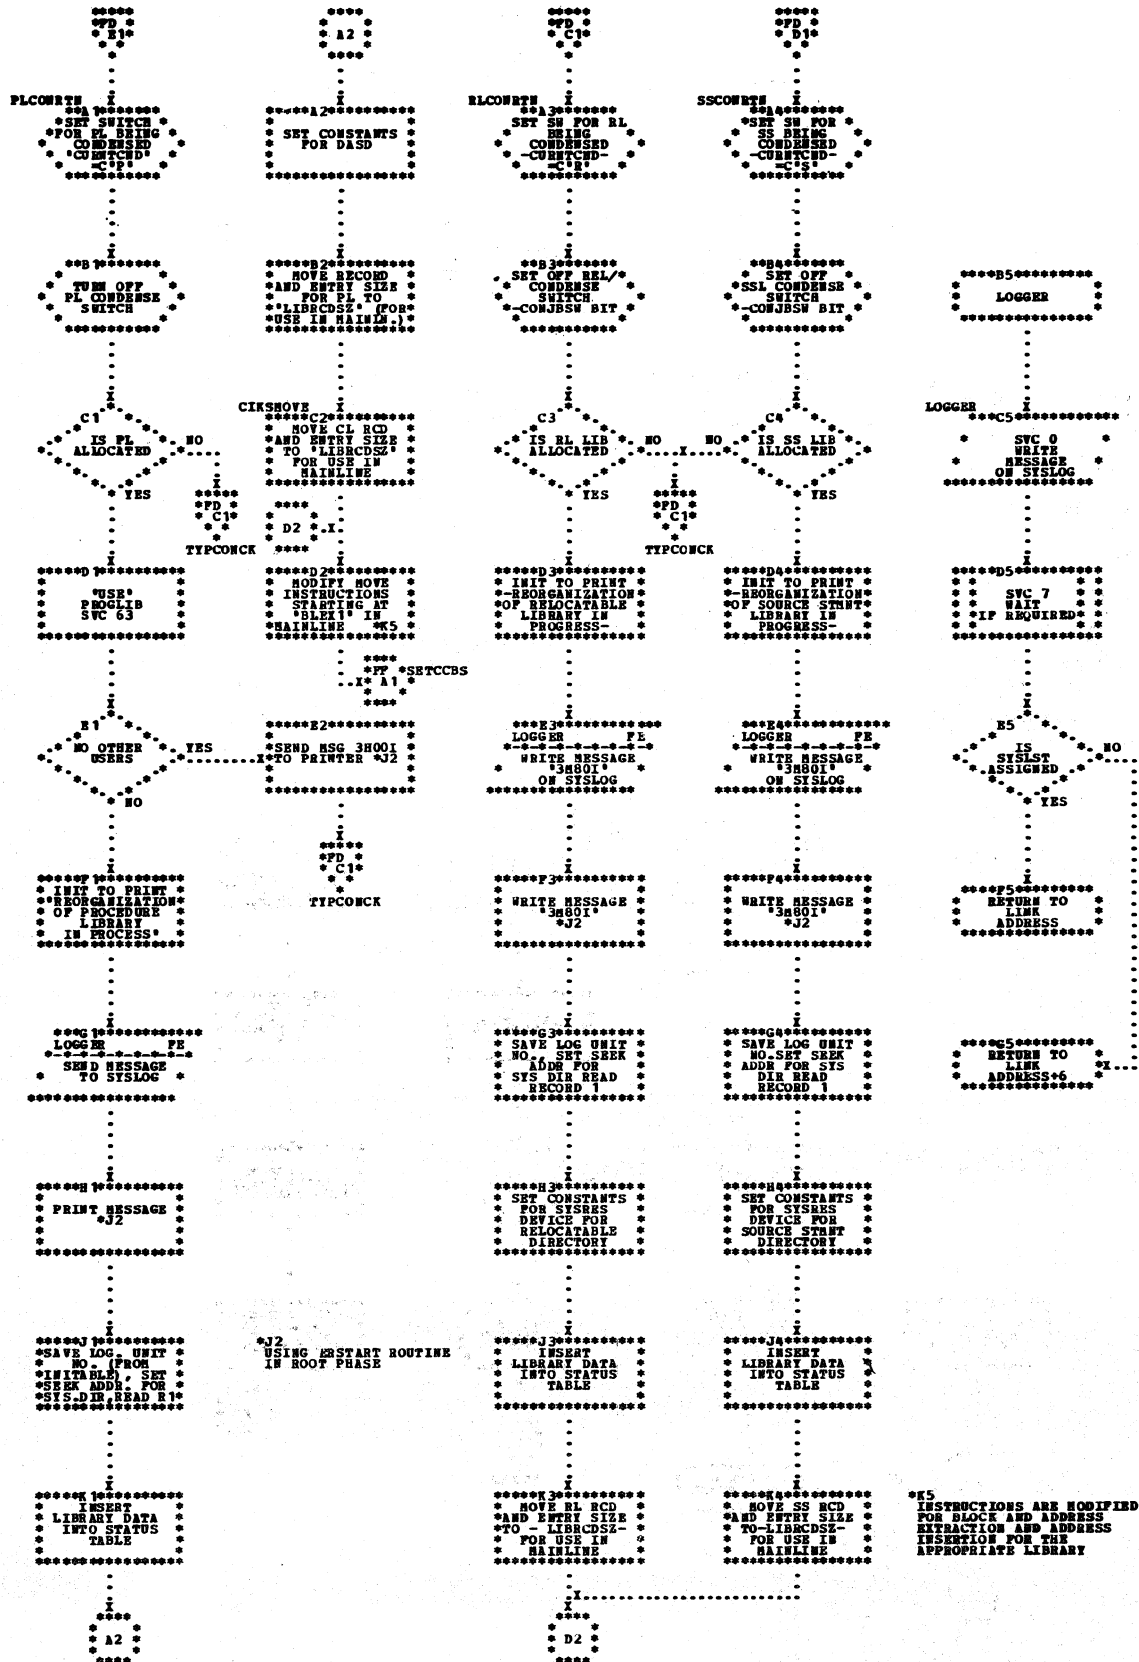 FD
E1
PLCONRTN
A1
SET SWITCH
FOR PL BEING
CONDENSED
'CURNTCND'
=C'P'
B1
TURN OFF
PL CONDENSE
SWITCH
C1
IS PL
ALLOCATED
NO
YES
FD
C1
TYPCONCK
D1
'USE'
PROGLIB
SVC 63
E1
NO OTHER
USERS
YES
NO
F1
INIT TO PRINT
'REORGANIZATION
OF PROCEDURE
LIBRARY
IN PROCESS'
G1
LOGGER FE
SEND MESSAGE
TO SYSLOG
H1
PRINT MESSAGE
*J2
J1
SAVE LOG. UNIT
NO. (FROM
INITABLE), SET
SEEK ADDR. FOR
SYS.DIR,READ R1
K1
INSERT
LIBRARY DATA
INTO STATUS
TABLE
A2
A2
A2
SET CONSTANTS
FOR DASD
B2
MOVE RECORD
AND ENTRY SIZE
FOR PL TO
'LIBRCDSZ' (FOR
USE IN MAINLN.)
CIKSMOVE
C2
MOVE CL RCD
AND ENTRY SIZE
TO 'LIBRCDSZ'
FOR USE IN
MAINLINE
D2
D2
MODIFY MOVE
INSTRUCTIONS
STARTING AT
'BLEX1' IN
MAINLINE *K5
FF
A1
SETCCBS
E2
SEND MSG 3M00I
TO PRINTER *J2
FD
C1
TYPCONCK
*J2
USING ERSTART ROUTINE
IN ROOT PHASE
FD
C1
RLCONRTN
A3
SET SW FOR RL
BEING
CONDENSED
-CURNTCND-
=C'R'
B3
SET OFF REL/
CONDENSE
SWITCH
-CONJBSW BIT
C3
IS RL LIB
ALLOCATED
NO
YES
FD
C1
TYPCONCK
D3
INIT TO PRINT
-REORGANIZATION
OF RELOCATABLE
LIBRARY IN
PROGRESS-
E3
LOGGER FE
WRITE MESSAGE
'3M80I'
ON SYSLOG
F3
WRITE MESSAGE
'3M80I'
*J2
G3
SAVE LOG UNIT
NO., SET SEEK
ADDR FOR
SYS DIR READ
RECORD 1
H3
SET CONSTANTS
FOR SYSRES
DEVICE FOR
RELOCATABLE
DIRECTORY
J3
INSERT
LIBRARY DATA
INTO STATUS
TABLE
K3
MOVE RL RCD
AND ENTRY SIZE
TO - LIBRCDSZ-
FOR USE IN
MAINLINE
D2
FD
D1
SSCONRTN
A4
SET SW FOR
SS BEING
CONDENSED
-CURNTCND-
=C'S'
B4
SET OFF
SSL CONDENSE
SWITCH
-CONJBSW BIT
C4
NO
IS SS LIB
ALLOCATED
YES
D4
INIT TO PRINT
-REORGANIZATION
OF SOURCE STMNT
LIBRARY IN
PROGRESS-
E4
LOGGER FE
WRITE MESSAGE
'3M80I'
ON SYSLOG
F4
WRITE MESSAGE
'3M80I'
*J2
G4
SAVE LOG UNIT
NO.SET SEEK
ADDR FOR SYS
DIR READ
RECORD 1
H4
SET CONSTANTS
FOR SYSRES
DEVICE FOR
SOURCE STMNT
DIRECTORY
J4
INSERT
LIBRARY DATA
INTO STATUS
TABLE
K4
MOVE SS RCD
AND ENTRY SIZE
TO-LIBRCDSZ-
FOR USE IN
MAINLINE
B5
LOGGER
LOGGER
C5
SVC 0
WRITE
MESSAGE
ON SYSLOG
D5
SVC 7
WAIT
IF REQUIRED
E5
IS
SYSLST
ASSIGNED
NO
YES
F5
RETURN TO
LINK
ADDRESS
G5
RETURN TO
LINK
ADDRESS+6
*K5
INSTRUCTIONS ARE MODIFIED
FOR BLOCK AND ADDRESS
EXTRACTION AND ADDRESS
INSERTION FOR THE
APPROPRIATE LIBRARY